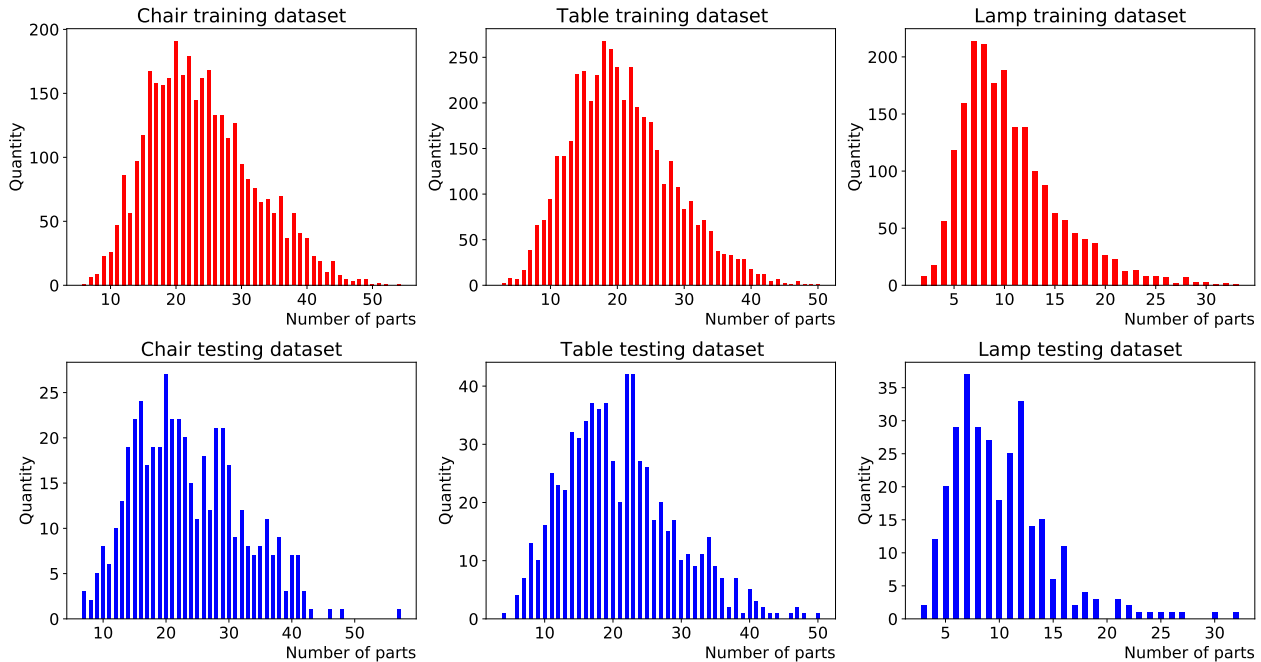 Chair training dataset
200
150
100
50
0
Quantity
10 20 30 40 50
Number of parts
Table training dataset
250
200
150
100
50
0
Quantity
10 20 30 40 50
Number of parts
Lamp training dataset
200
150
100
50
0
Quantity
5 10 15 20 25 30
Number of parts
Chair testing dataset
25
20
15
10
5
0
Quantity
10 20 30 40 50
Number of parts
Table testing dataset
40
30
20
10
0
Quantity
10 20 30 40 50
Number of parts
Lamp testing dataset
35
30
25
20
15
10
5
0
Quantity
5 10 15 20 25 30
Number of parts